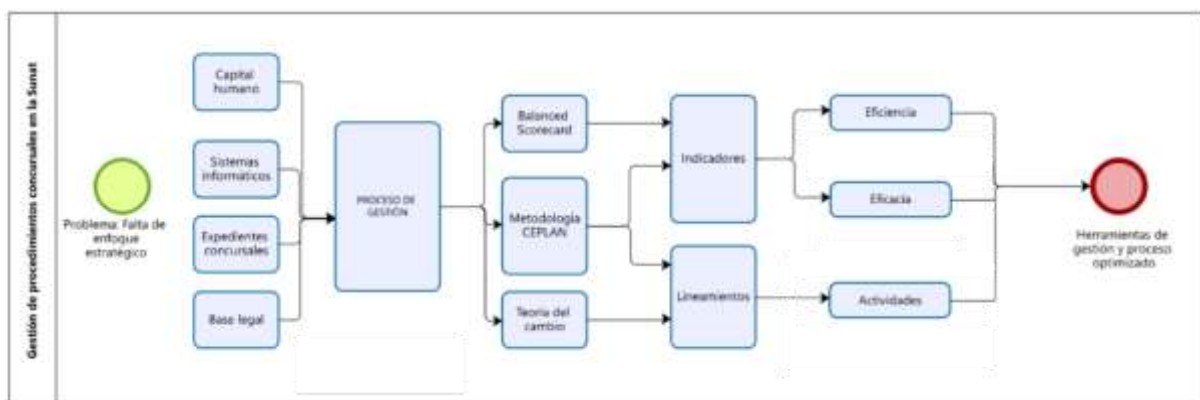 Gestión de procedimientos concursales en la Sunat
Problema: Falta de
enfoque
estratégico
Capital
humano
Sistemas
informáticos
Expedientes
concursales
Base legal
PROCESO DE
GESTIÓN
Balanced
Scorecard
Metodología
CEPLAN
Teoría del
cambio
Indicadores
Lineamientos
Eficiencia
Eficacia
Actividades
Herramientas de
gestión y proceso
optimizado